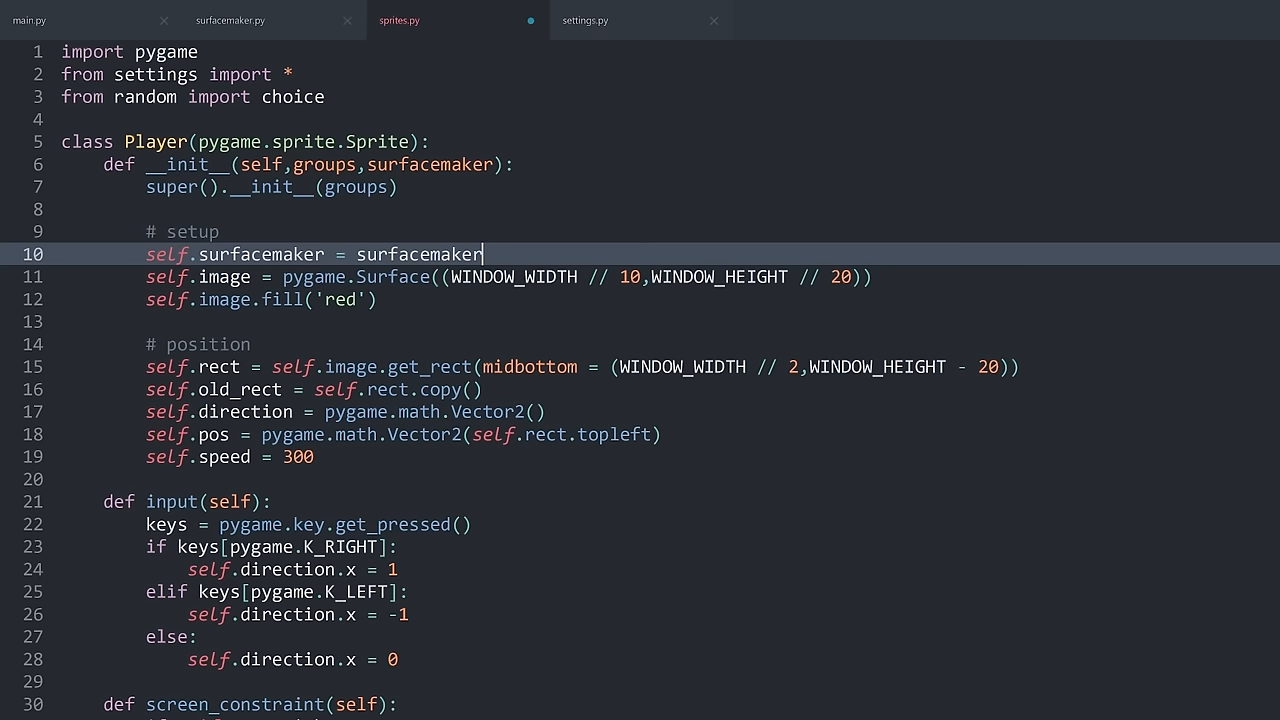 main.py
surfacemaker.py
sprites.py
settings.py
1 import pygame
2 from settings import *
3 from random import choice
4
5 class Player(pygame.sprite.Sprite):
6     def __init__(self,groups,surfacemaker):
7         super().__init__(groups)
8
9         # setup
10         self.surfacemaker = surfacemaker
11         self.image = pygame.Surface((WINDOW_WIDTH // 10,WINDOW_HEIGHT // 20))
12         self.image.fill('red')
13
14         # position
15         self.rect = self.image.get_rect(midbottom = (WINDOW_WIDTH // 2,WINDOW_HEIGHT - 20))
16         self.old_rect = self.rect.copy()
17         self.direction = pygame.math.Vector2()
18         self.pos = pygame.math.Vector2(self.rect.topleft)
19         self.speed = 300
20
21     def input(self):
22         keys = pygame.key.get_pressed()
23         if keys[pygame.K_RIGHT]:
24             self.direction.x = 1
25         elif keys[pygame.K_LEFT]:
26             self.direction.x = -1
27         else:
28             self.direction.x = 0
29
30     def screen_constraint(self):